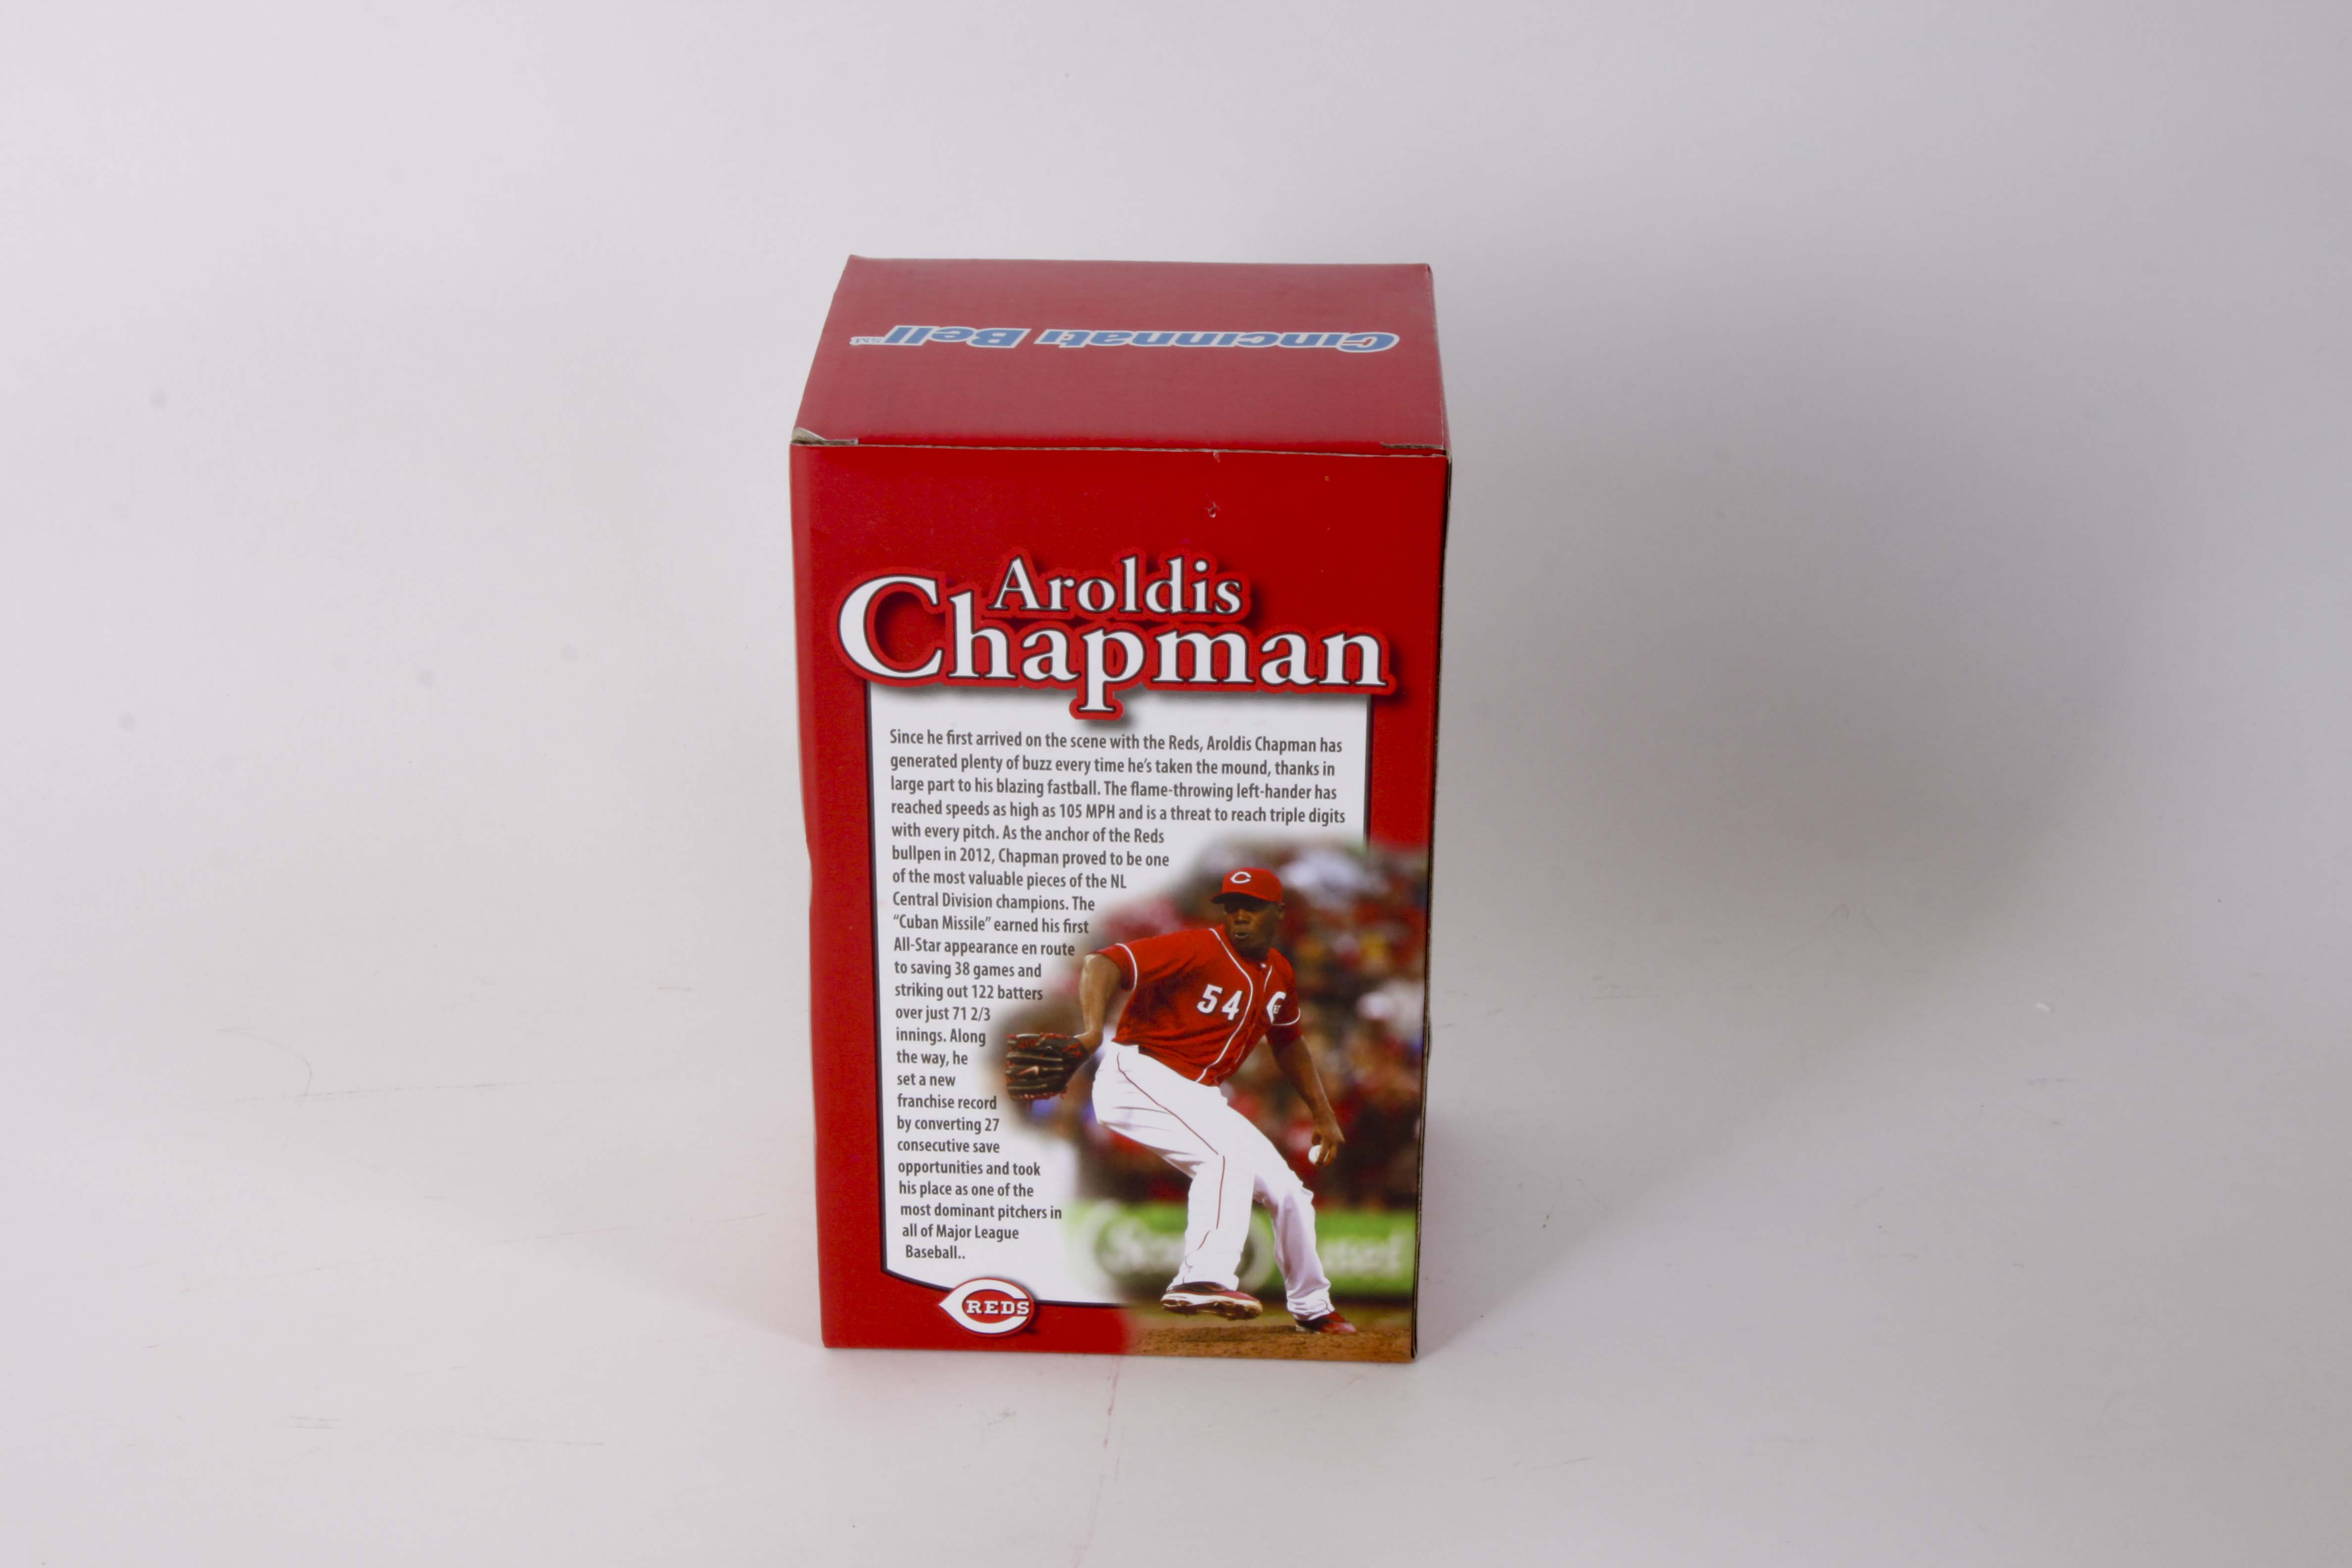 Cincinnati Bell SM
Aroldis
Chapman
Since he first arrived on the scene with the Reds, Aroldis Chapman has
generated plenty of buzz every time he's taken the mound, thanks in
large part to his blazing fastball. The flame-throwing left-hander has
reached speeds as high as 105 MPH and is a threat to reach triple digits
with every pitch. As the anchor of the Reds
bullpen in 2012, Chapman proved to be one
of the most valuable pieces of the NL
Central Division champions. The
“Cuban Missile” earned his first
All-Star appearance en route
to saving 38 games and
striking out 122 batters
over just 71 2/3
innings. Along
the way, he
set a new
franchise record
by converting 27
consecutive save
opportunities and took
his place as one of the
most dominant pitchers in
all of Major League
Baseball..
C
54
REDS